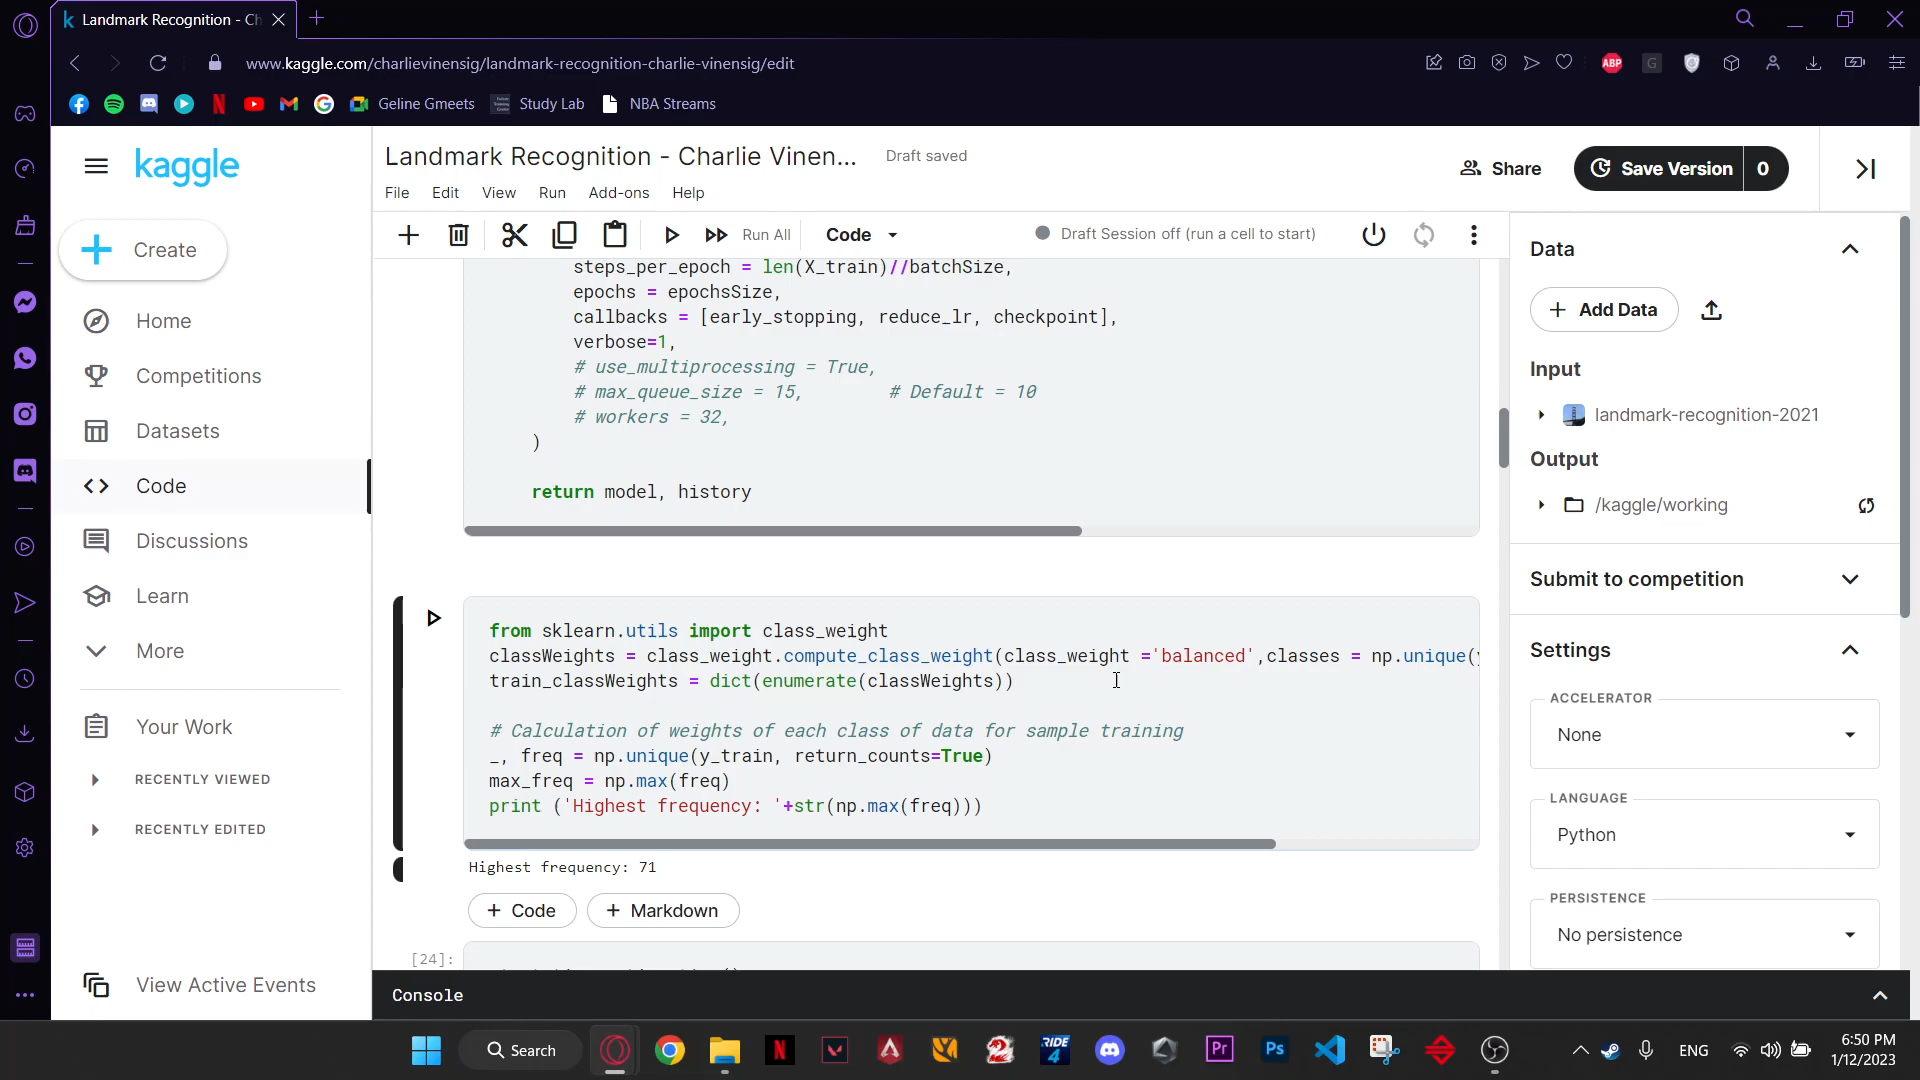 Landmark Recognition - Ch
www.kaggle.com/charlievinensig/landmark-recognition-charlie-vinensig/edit
ABP
G
Geline Gmeets
Study Lab
NBA Streams
kaggle
Create
Home
Competitions
Datasets
Code
Discussions
Learn
More
Your Work
RECENTLY VIEWED
RECENTLY EDITED
View Active Events
Landmark Recognition - Charlie Vinen...
Draft saved
File Edit View Run Add-ons Help
Share
Save Version 0
Run All
Code
Draft Session off (run a cell to start)
steps_per_epoch = len(X_train)//batchSize,
epochs = epochsSize,
callbacks = [early_stopping, reduce_lr, checkpoint],
verbose=1,
# use_multiprocessing = True,
# max_queue_size = 15, # Default = 10
# workers = 32,
)
return model, history
from sklearn.utils import class_weight
classWeights = class_weight.compute_class_weight(class_weight ='balanced',classes = np.unique(
train_classWeights = dict(enumerate(classWeights))
# Calculation of weights of each class of data for sample training
_, freq = np.unique(y_train, return_counts=True)
max_freq = np.max(freq)
print ('Highest frequency: '+str(np.max(freq)))
Highest frequency: 71
+ Code
+ Markdown
[24]:
Console
Data
Add Data
Input
landmark-recognition-2021
Output
/kaggle/working
Submit to competition
Settings
ACCELERATOR
None
LANGUAGE
Python
PERSISTENCE
No persistence
Search
RIDE 4
Pr
Ps
ENG
6:50 PM
1/12/2023